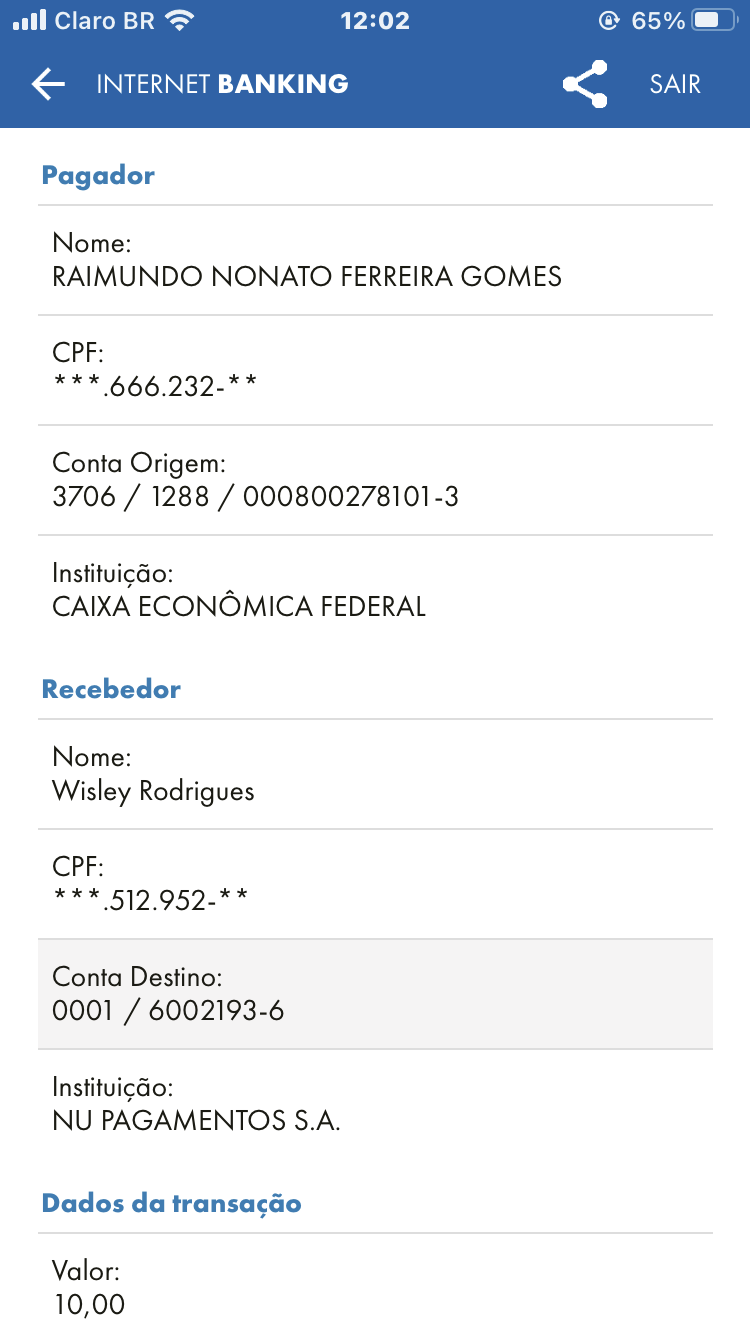 Claro BR 12:02 65%
INTERNET BANKING SAIR
Pagador
Nome:
RAIMUNDO NONATO FERREIRA GOMES
CPF:
***.666.232-**
Conta Origem:
3706 / 1288 / 000800278101-3
Instituição:
CAIXA ECONÔMICA FEDERAL
Recebedor
Nome:
Wisley Rodrigues
CPF:
***.512.952-**
Conta Destino:
0001 / 6002193-6
Instituição:
NU PAGAMENTOS S.A.
Dados da transação
Valor:
10,00